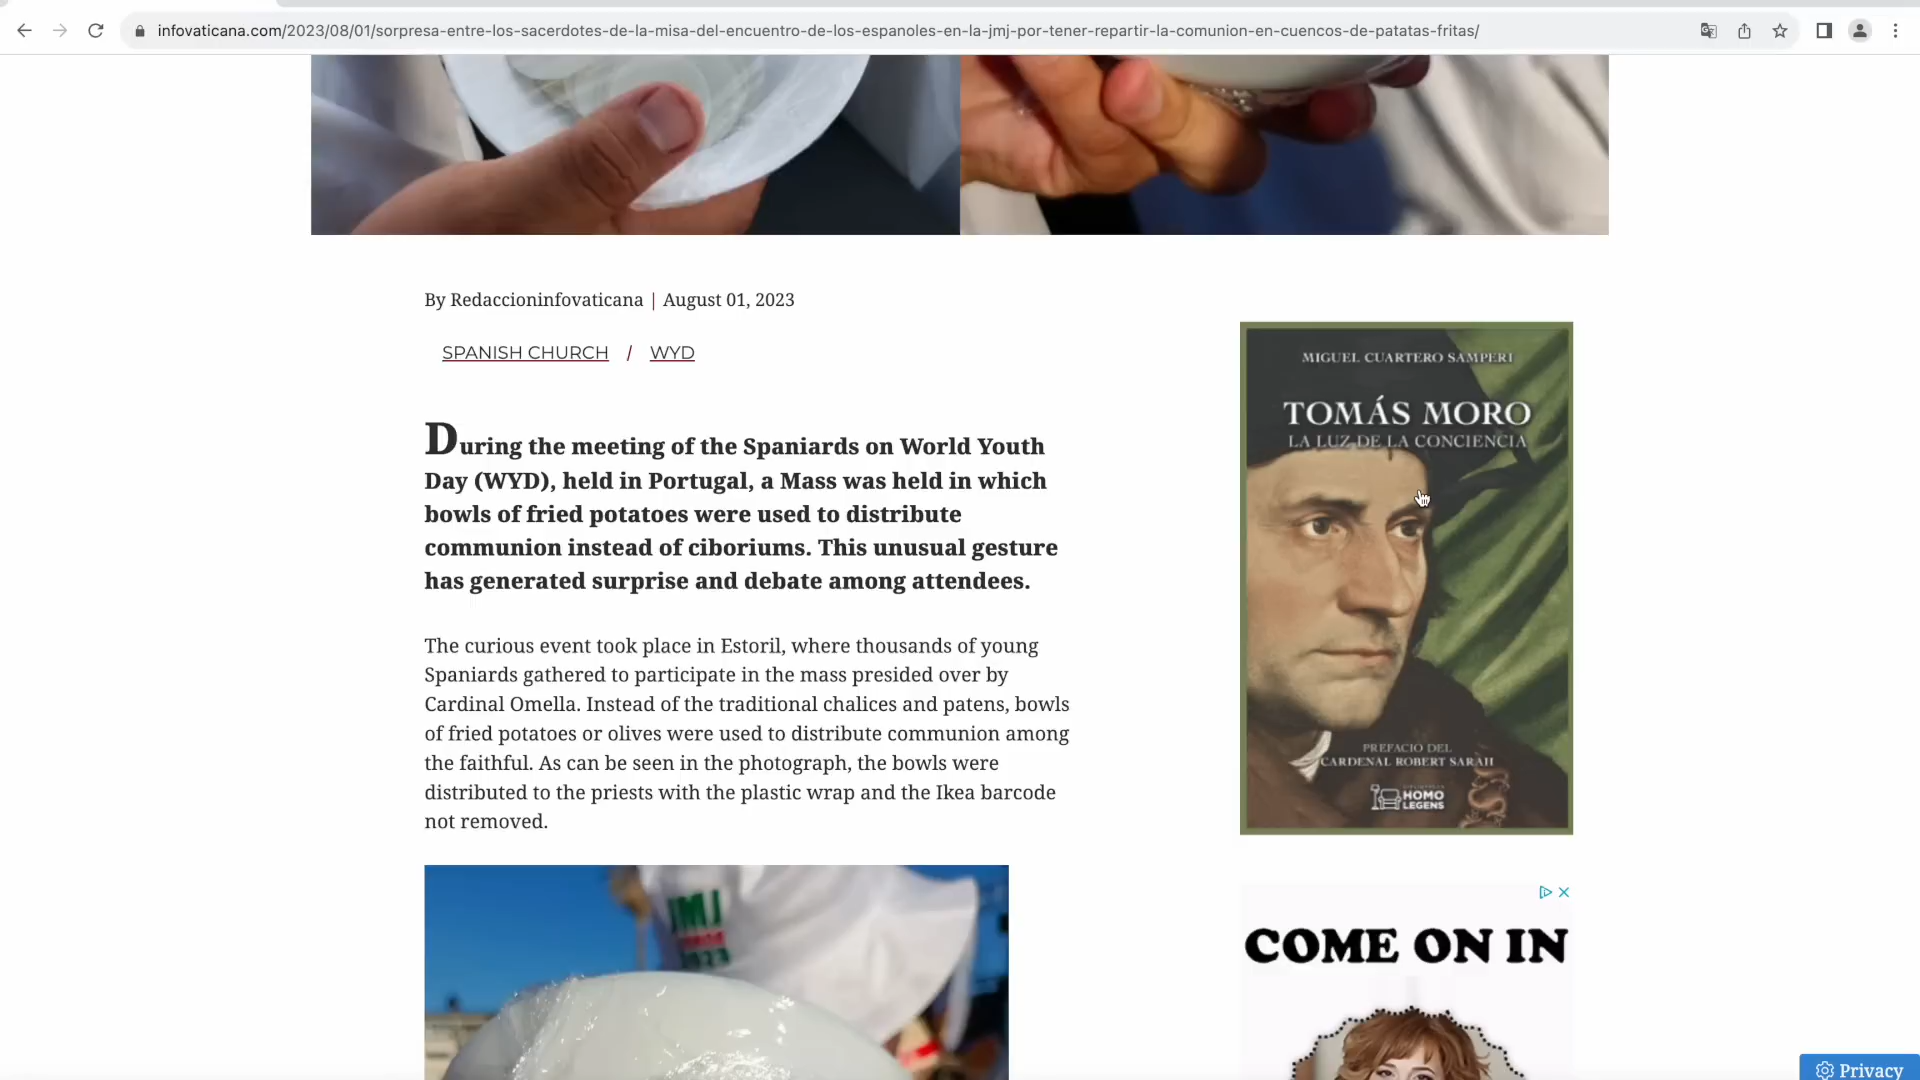 infovaticana.com/2023/08/01/sorpresa-entre-los-sacerdotes-de-la-misa-del-encuentro-de-los-espanoles-en-la-jmj-por-tener-repartir-la-comunion-en-cuencos-de-patatas-fritas/
By Redaccioninfovaticana | August 01, 2023
SPANISH CHURCH / WYD
During the meeting of the Spaniards on World Youth
Day (WYD), held in Portugal, a Mass was held in which
bowls of fried potatoes were used to distribute
communion instead of ciboriums. This unusual gesture
has generated surprise and debate among attendees.
The curious event took place in Estoril, where thousands of young
Spaniards gathered to participate in the mass presided over by
Cardinal Omella. Instead of the traditional chalices and patens, bowls
of fried potatoes or olives were used to distribute communion among
the faithful. As can be seen in the photograph, the bowls were
distributed to the priests with the plastic wrap and the Ikea barcode
not removed.
JMJ
2023
MIGUEL CUARTERO SAMPERI
TOMÁS MORO
LA LUZ DE LA CONCIENCIA
PREFACIO DEL
CARDENAL ROBERT SARAH
HOMO
LEGENS
COME ON IN
Privacy